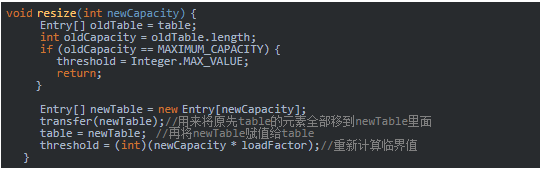 void resize(int newCapacity) {
Entry[] oldTable = table;
int oldCapacity = oldTable.length;
if (oldCapacity == MAXIMUM_CAPACITY) {
threshold = Integer.MAX_VALUE;
return;
}
Entry[] newTable = new Entry[newCapacity];
transfer(newTable);//用来将原先table的元素全部移到newTable里面
table = newTable; //再将newTable赋值给table
threshold = (int)(newCapacity * loadFactor);//重新计算临界值
}